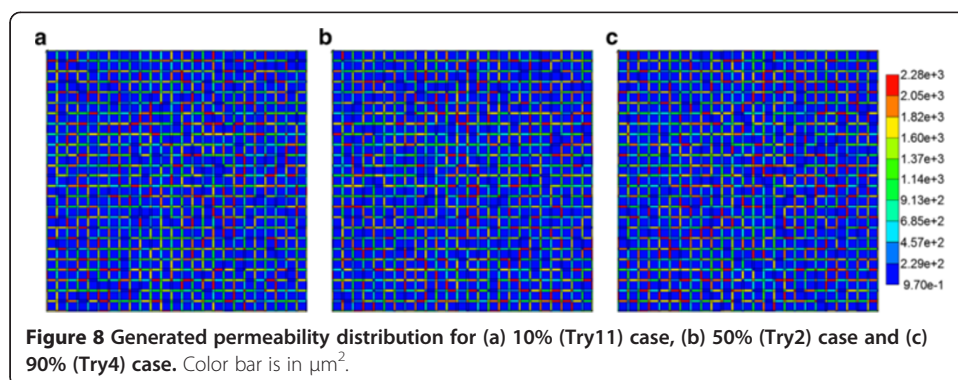 a b c
2.28e+3
2.05e+3
1.82e+3
1.60e+3
1.37e+3
1.14e+3
9.13e+2
6.85e+2
4.57e+2
2.29e+2
9.70e-1
Figure 8 Generated permeability distribution for (a) 10% (Try11) case, (b) 50% (Try2) case and (c)
90% (Try4) case. Color bar is in μm².